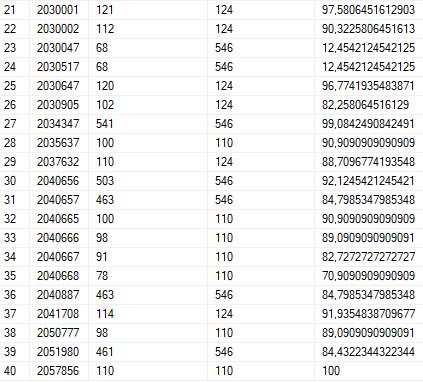 21 2030001 121 124 97,5806451612903
22 2030002 112 124 90,3225806451613
23 2030047 68 546 12,4542124542125
24 2030517 68 546 12,4542124542125
25 2030647 120 124 96,7741935483871
26 2030905 102 124 82,258064516129
27 2034347 541 546 99,0842490842491
28 2035637 100 110 90,9090909090909
29 2037632 110 124 88,7096774193548
30 2040656 503 546 92,1245421245421
31 2040657 463 546 84,7985347985348
32 2040665 100 110 90,9090909090909
33 2040666 98 110 89,0909090909091
34 2040667 91 110 82,7272727272727
35 2040668 78 110 70,9090909090909
36 2040887 463 546 84,7985347985348
37 2041708 114 124 91,9354838709677
38 2050777 98 110 89,0909090909091
39 2051980 461 546 84,4322344322344
40 2057856 110 110 100